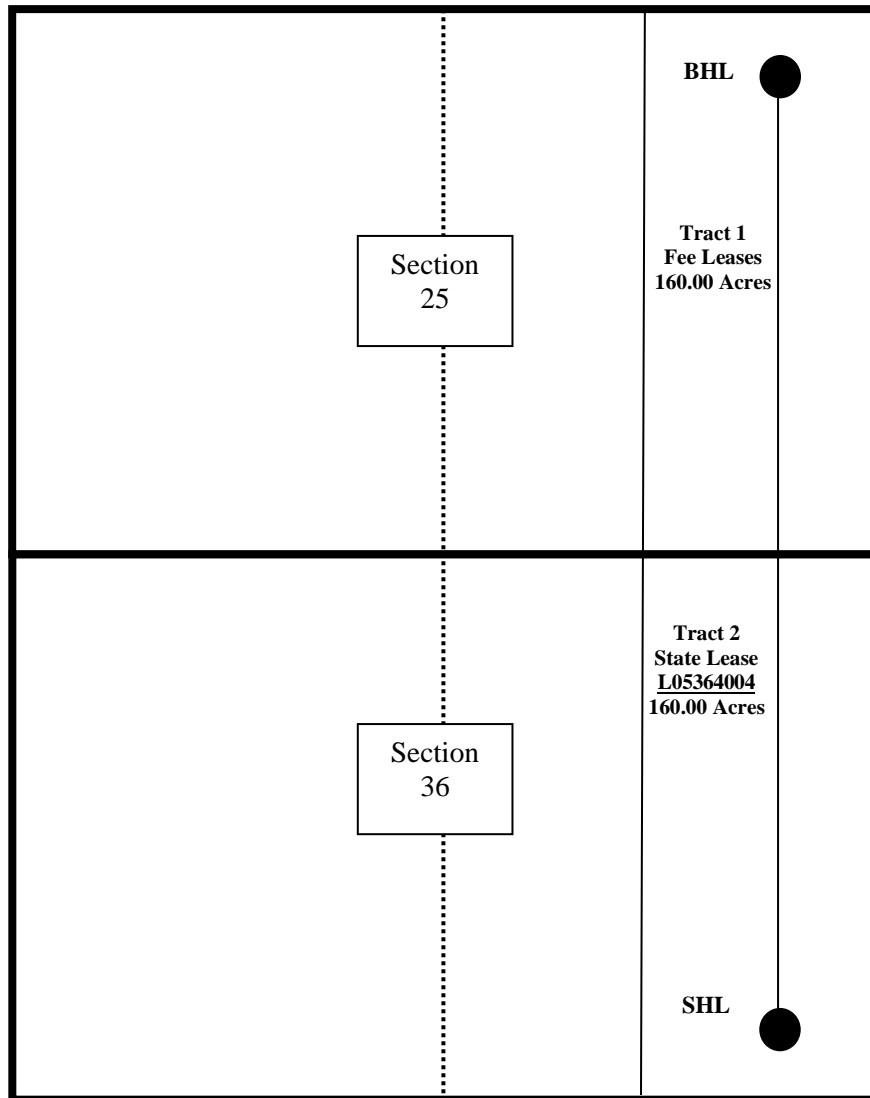 BHL
Tract 1
Fee Leases
160.00 Acres
Section
25
Tract 2
State Lease
L05364004
160.00 Acres
Section
36
SHL